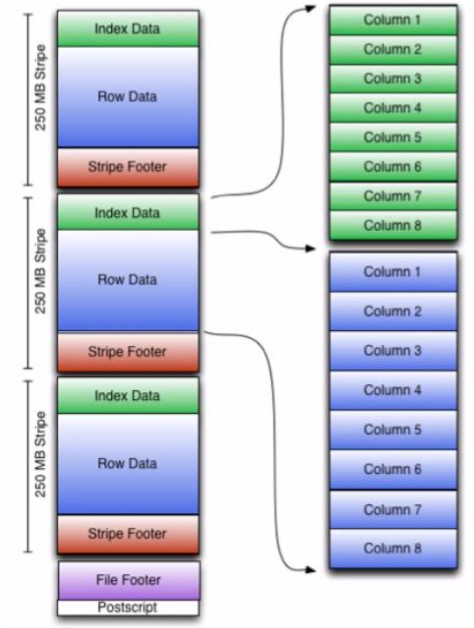 250 MB Stripe
Index Data
Row Data
Stripe Footer
250 MB Stripe
Index Data
Row Data
Stripe Footer
250 MB Stripe
Index Data
Row Data
Stripe Footer
File Footer
Postscript
Column 1
Column 2
Column 3
Column 4
Column 5
Column 6
Column 7
Column 8
Column 1
Column 2
Column 3
Column 4
Column 5
Column 6
Column 7
Column 8